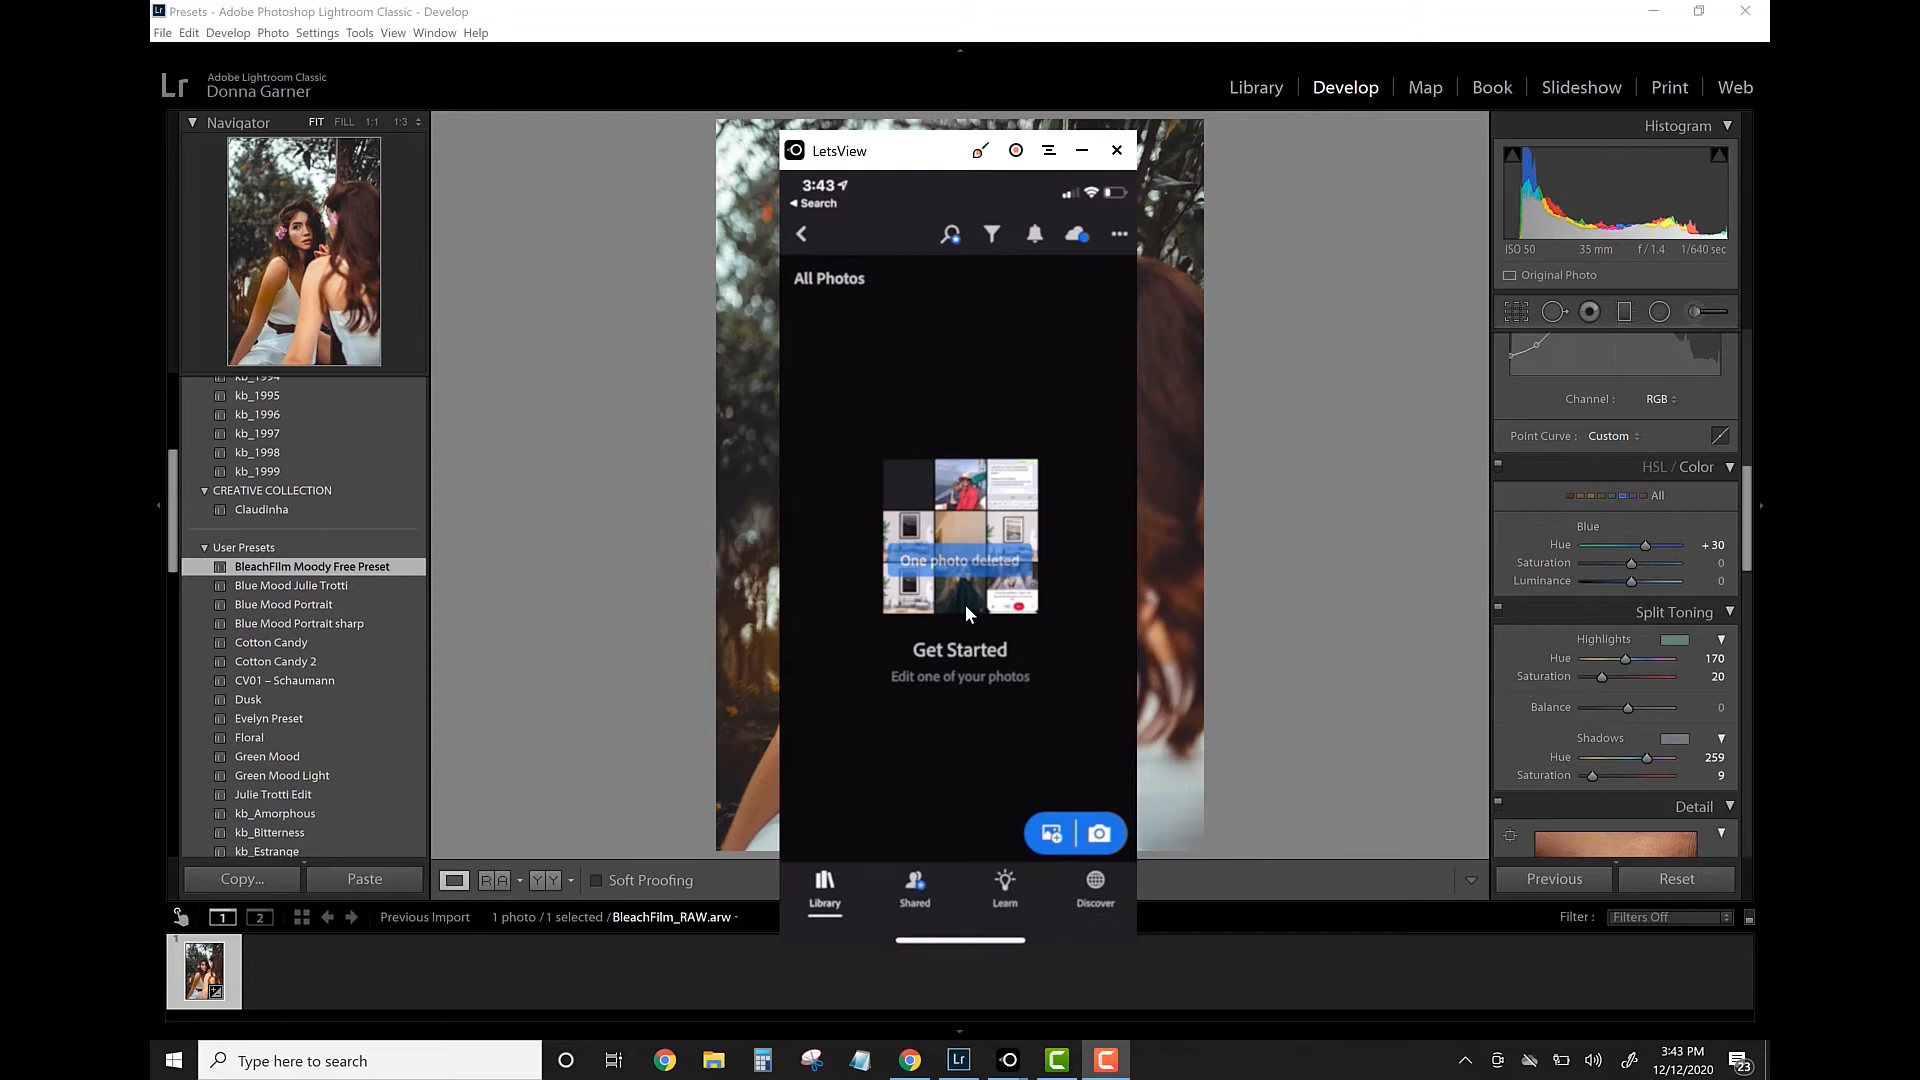 Presets - Adobe Photoshop Lightroom Classic - Develop
File Edit Develop Photo Settings Tools View Window Help
Lr Adobe Lightroom Classic
Donna Garner
Library Develop Map Book Slideshow Print Web
Navigator FIT FILL 1:1 1:3
kb_1994
kb_1995
kb_1996
kb_1997
kb_1998
kb_1999
CREATIVE COLLECTION
Claudinha
User Presets
BleachFilm Moody Free Preset
Blue Mood Julie Trotti
Blue Mood Portrait
Blue Mood Portrait sharp
Cotton Candy
Cotton Candy 2
CV01 – Schaumann
Dusk
Evelyn Preset
Floral
Green Mood
Green Mood Light
Julie Trotti Edit
kb_Amorphous
kb_Bitterness
kb_Estrange
Copy... Paste
LetsView
3:43
Search
All Photos
One photo deleted
Get Started
Edit one of your photos
Library Shared Learn Discover
Histogram
ISO 50 35 mm f / 1.4 1/640 sec
Original Photo
Channel : RGB
Point Curve : Custom
HSL / Color
All
Blue
Hue +30
Saturation 0
Luminance 0
Split Toning
Highlights
Hue 170
Saturation 20
Balance 0
Shadows
Hue 259
Saturation 9
Detail
Previous Reset
RA YY Soft Proofing
1 2 Previous Import 1 photo / 1 selected / BleachFilm_RAW.arw
Filter : Filters Off
1
Type here to search
Lr
3:43 PM
12/12/2020
23